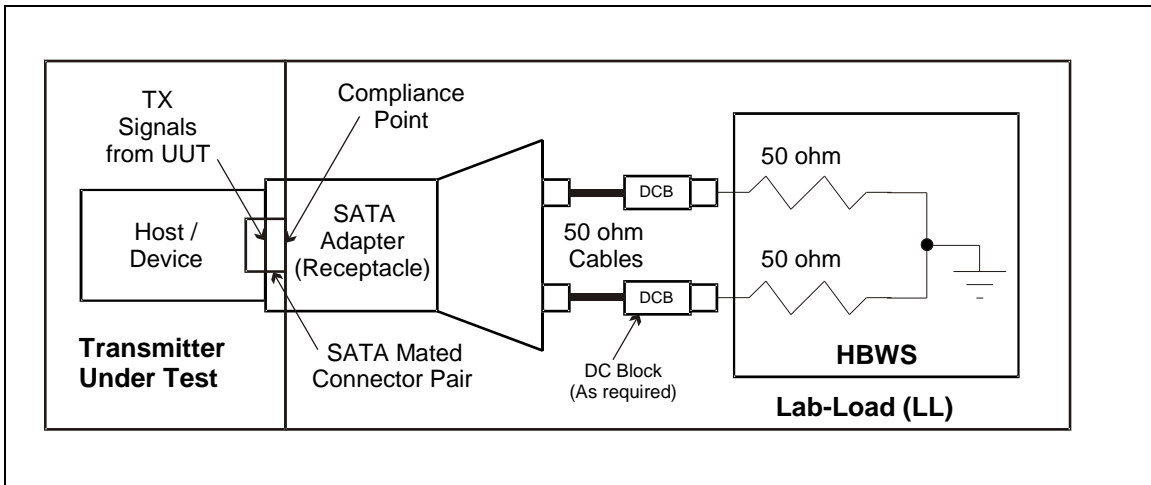 TX
Signals
from UUT
Compliance
Point
Host /
Device
SATA
Adapter
(Receptacle)
50 ohm
Cables
DCB
DCB
50 ohm
50 ohm
HBWS
Transmitter
Under Test
SATA Mated
Connector Pair
DC Block
(As required)
Lab-Load (LL)